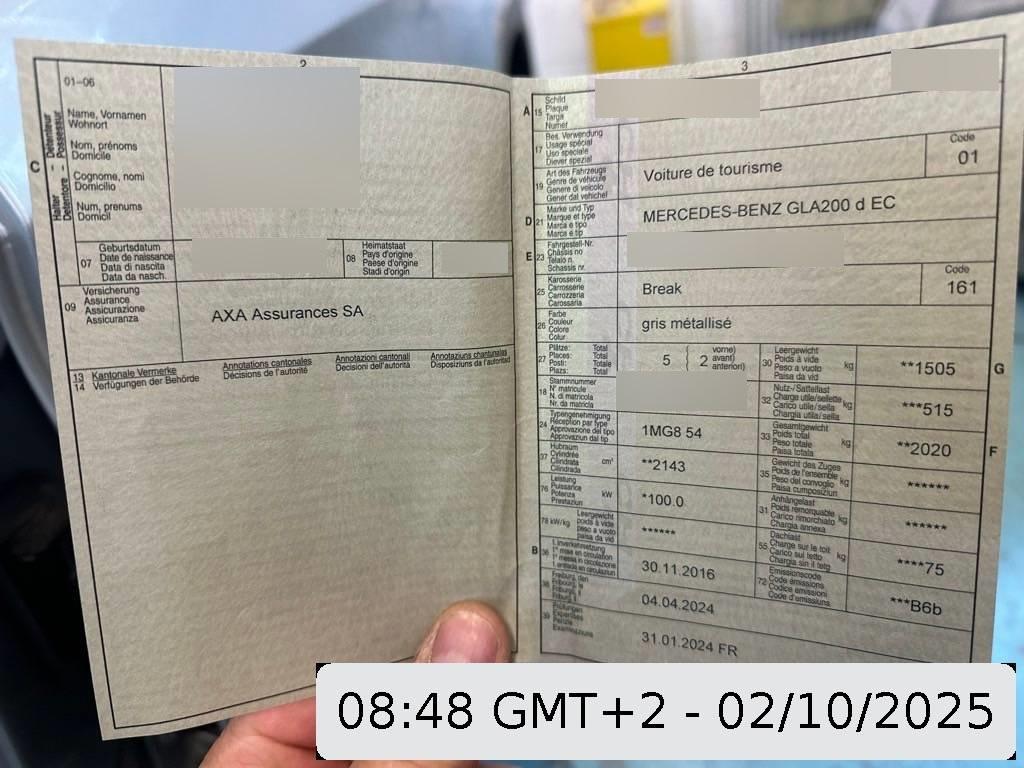 2
01-06
C
Halter - Détenteur
Detentore - Possessur
Name, Vornamen
Wohnort
Nom, prénoms
Domicile
Cognome, nomi
Domicilio
Num, prenums
Domicil
07
Geburtsdatum
Date de naissance
Data di nascita
Data da nasch.
08
Heimatstaat
Pays d'origine
Paese d'origine
Stadi d'origin
09
Versicherung
Assurance
Assicurazione
Assicuranza
AXA Assurances SA
13 Kantonale Vermerke
14 Verfügungen der Behörde
Annotations cantonales
Décisions de l'autorité
Annotazioni cantonali
Decisioni dell'autorità
Annotaziuns chantunalas
Disposiziuns da l'autoritad
3
A 15
Schild
Plaque
Targa
Numer
17
Bes. Verwendung
Usage spécial
Uso speciale
Diever spezial
19
Art des Fahrzeugs
Genre de véhicule
Genere di veicolo
Gener dal vehichel
Voiture de tourisme
Code
01
D 21
Marke und Typ
Marque et type
Marca e tipo
Marca e tip
MERCEDES-BENZ GLA200 d EC
E 23
Fahrgestell-Nr.
Châssis no
Telaio n.
Schassis nr.
25
Karosserie
Carrosserie
Carrozzeria
Carossaria
Break
Code
161
26
Farbe
Couleur
Colore
Colur
gris métallisé
27
Plätze: Total
Places: Total
Posti: Totale
Plazs: Total
5 ( 2 vorne)
avant)
anteriori)
30
Leergewicht
Poids à vide
Peso a vuoto
Paisa da vid
kg
**1505
G
18
Stammnummer
N° matricule
N. di matricola
Nr. da matricla
32
Nutz-/Sattellast
Charge utile/sellette
Carico utile/sella
Chargia utila/sella
kg
***515
24
Typengenehmigung
Réception par type
Approvazione del tipo
Approvaziun dal tip
1MG8 54
33
Gesamtgewicht
Poids total
Peso totale
Paisa totala
kg
**2020
F
37
Hubraum
Cylindrée
Cilindrata
Cilindrada
cm³
**2143
35
Gewicht des Zuges
Poids de l'ensemble
Peso del convoglio
Paisa cumposiziun
kg
******
76
Leistung
Puissance
Potenza
Prestaziun
kW
*100.0
31
Anhängelast
Poids remorquable
Carico rimorchiato
Chargia annexa
kg
******
78 kW/kg
Leergewicht
poids à vide
peso a vuoto
paisa da vid
******
55
Dachlast
Charge sur le toit
Carico sul tetto
Chargia sin il tetg
kg
****75
B 36
1. Inverkehrsetzung
1re mise en circulation
1a messa in circolazione
1. entrada en circulaziun
30.11.2016
72
Emissionscode
Code émissions
Codice emissioni
Code d'emissiuns
***B6b
38
04.04.2024
39
Prüfungen
Expertises
Perizie
Examinaziuns
31.01.2024 FR
08:48 GMT+2 - 02/10/2025